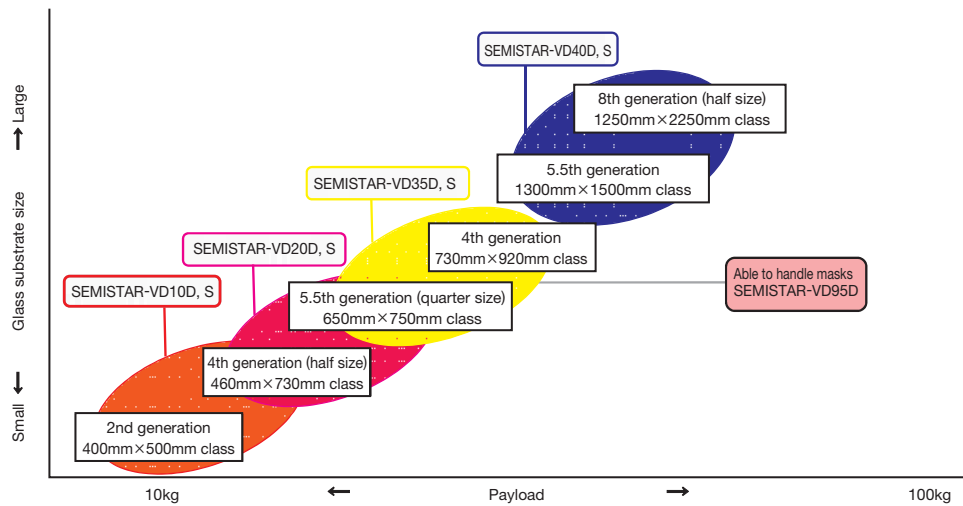 SEMISTAR-VD40D, S
8th generation (half size)
1250mm×2250mm class
5.5th generation
1300mm×1500mm class
SEMISTAR-VD35D, S
4th generation
730mm×920mm class
SEMISTAR-VD20D, S
Able to handle masks
SEMISTAR-VD95D
SEMISTAR-VD10D, S
5.5th generation (quarter size)
650mm×750mm class
4th generation (half size)
460mm×730mm class
2nd generation
400mm×500mm class
Small ← Glass substrate size → Large
10kg ← Payload → 100kg